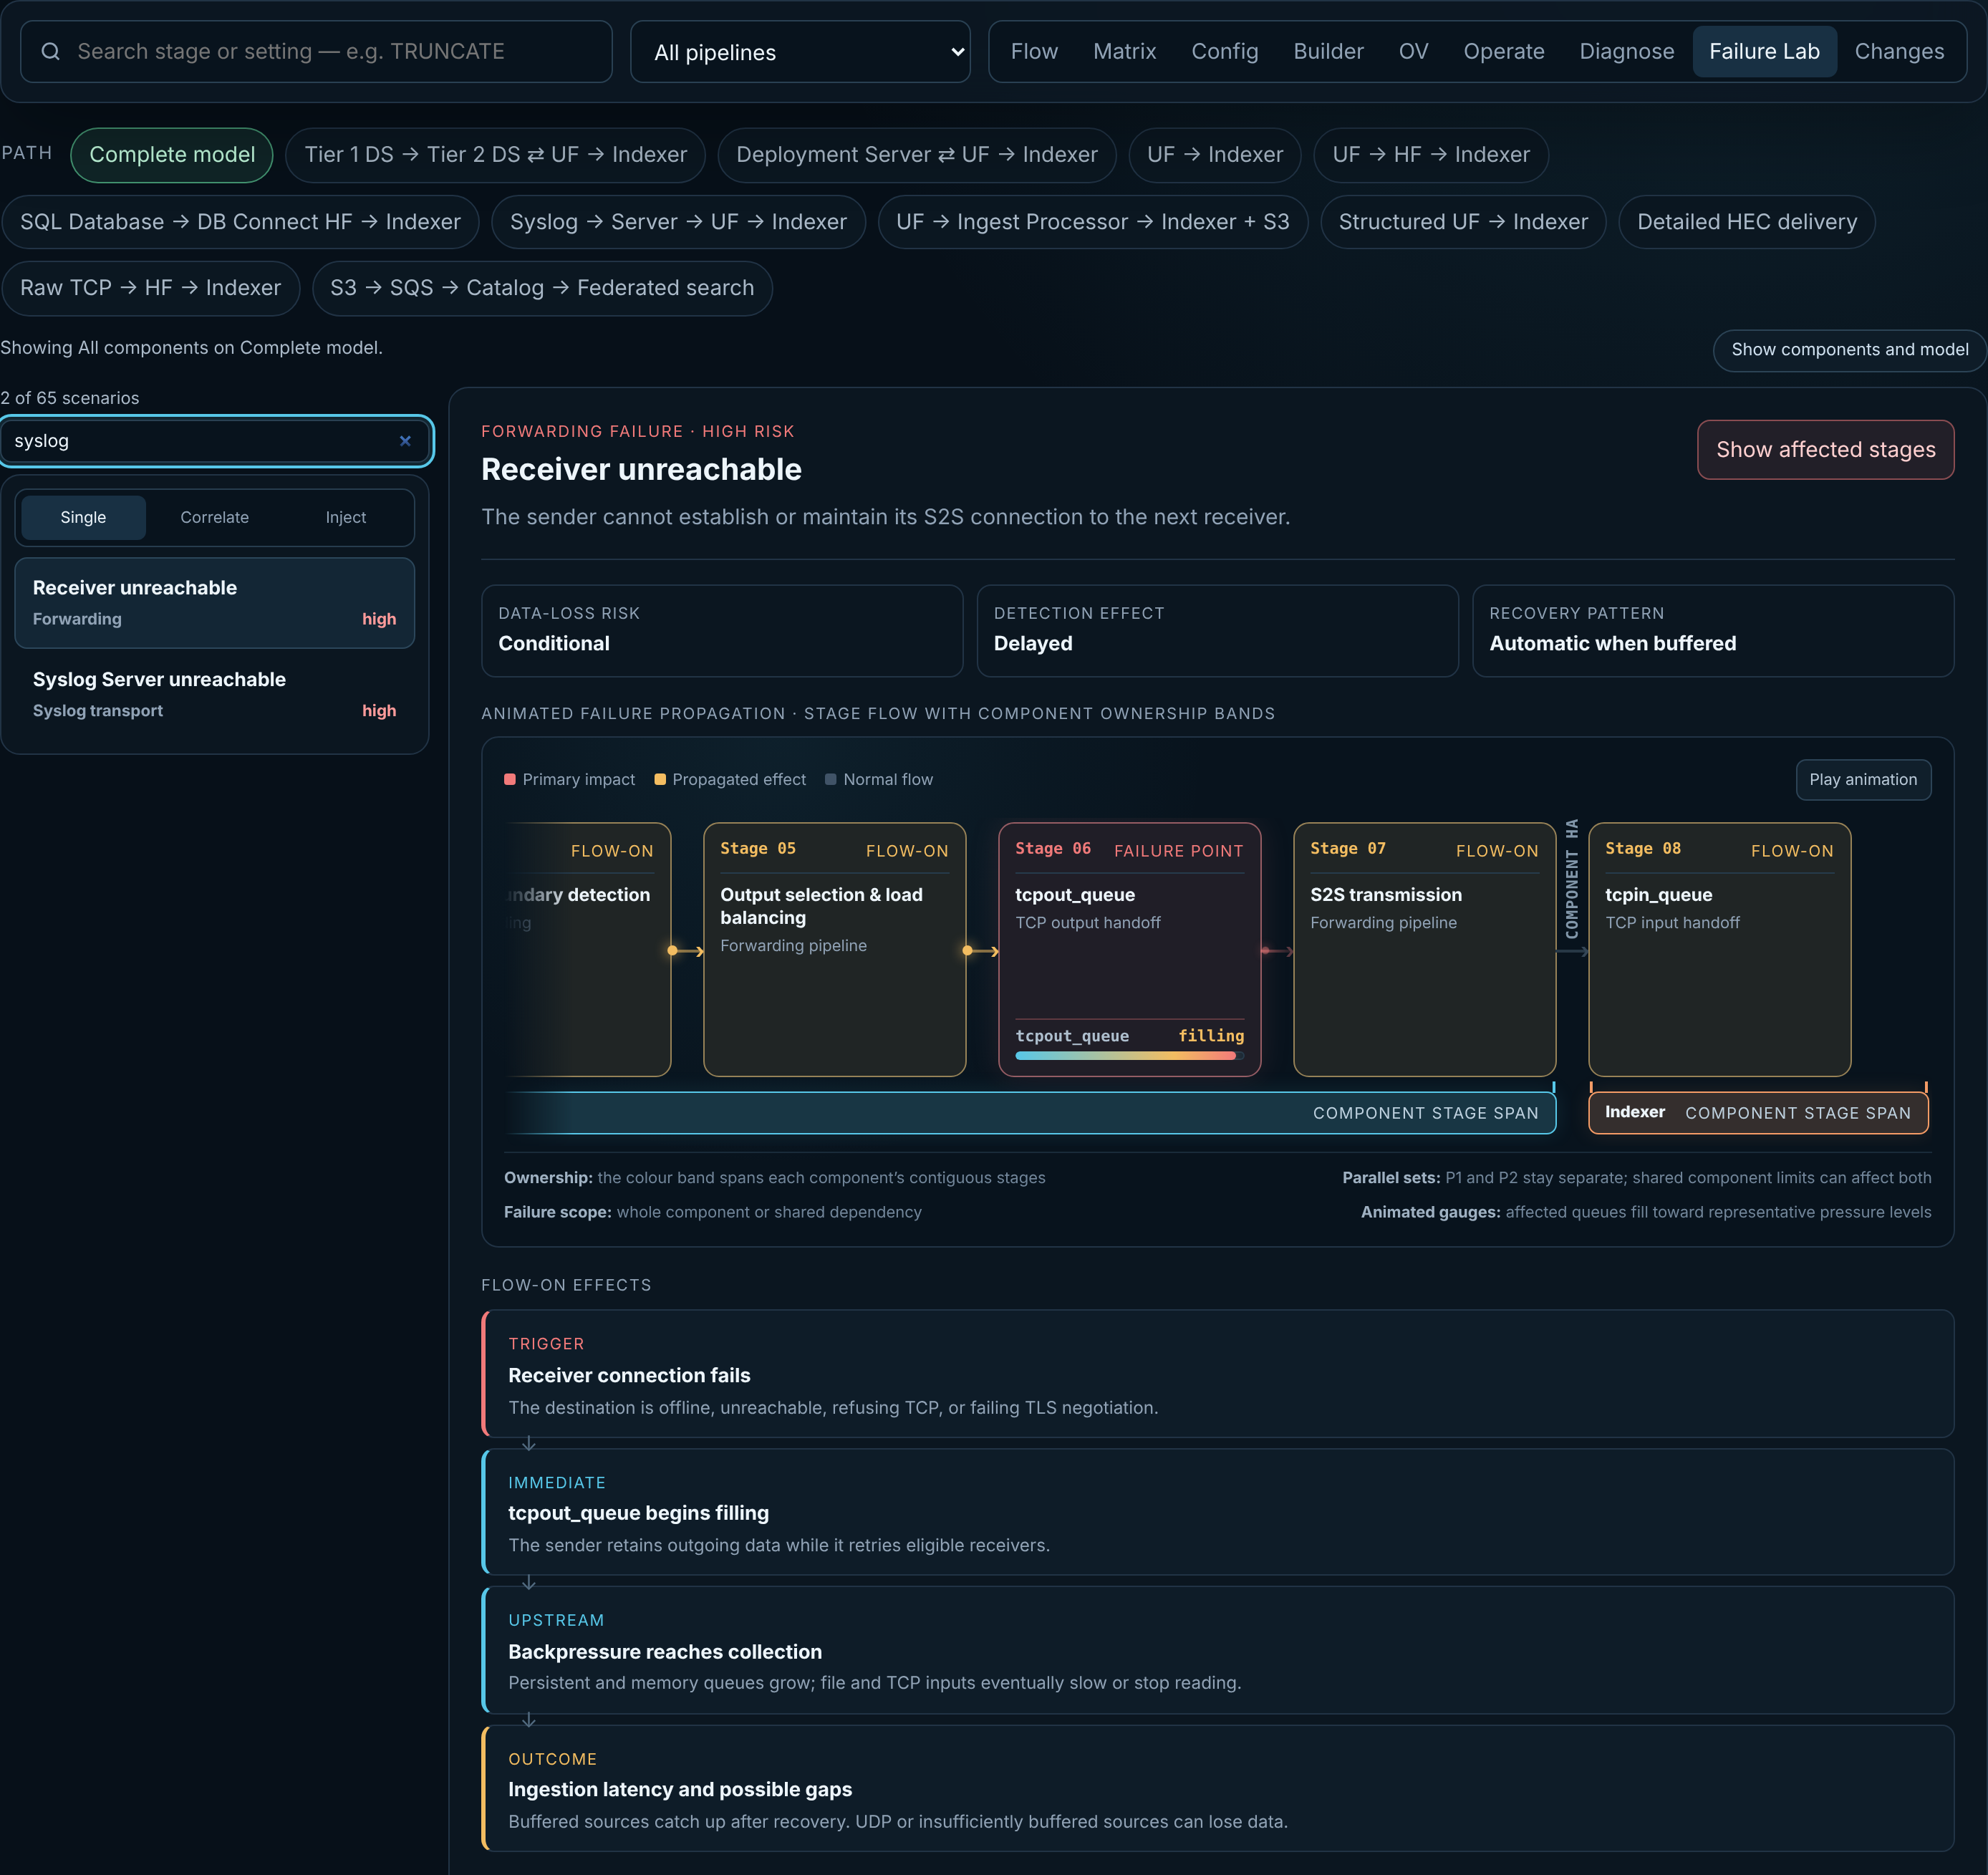 Search stage or setting — e.g. TRUNCATE
All pipelines
Flow Matrix Config Builder OV Operate Diagnose Failure Lab Changes
PATH Complete model Tier 1 DS → Tier 2 DS ⇄ UF → Indexer Deployment Server ⇄ UF → Indexer UF → Indexer UF → HF → Indexer
SQL Database → DB Connect HF → Indexer Syslog → Server → UF → Indexer UF → Ingest Processor → Indexer + S3 Structured UF → Indexer Detailed HEC delivery
Raw TCP → HF → Indexer S3 → SQS → Catalog → Federated search
Showing All components on Complete model.
Show components and model
2 of 65 scenarios
syslog ×
Single Correlate Inject
Receiver unreachable
Forwarding high
Syslog Server unreachable
Syslog transport high
FORWARDING FAILURE · HIGH RISK
Receiver unreachable
Show affected stages
The sender cannot establish or maintain its S2S connection to the next receiver.
DATA-LOSS RISK
Conditional
DETECTION EFFECT
Delayed
RECOVERY PATTERN
Automatic when buffered
ANIMATED FAILURE PROPAGATION · STAGE FLOW WITH COMPONENT OWNERSHIP BANDS
Primary impact Propagated effect Normal flow
Play animation
FLOW-ON
detection
Stage 05 FLOW-ON
Output selection & load
balancing
Forwarding pipeline
Stage 06 FAILURE POINT
tcpout_queue
TCP output handoff
tcpout_queue filling
Stage 07 FLOW-ON
S2S transmission
Forwarding pipeline
COMPONENT HA
Stage 08 FLOW-ON
tcpin_queue
TCP input handoff
COMPONENT STAGE SPAN
Indexer COMPONENT STAGE SPAN
Ownership: the colour band spans each component’s contiguous stages
Parallel sets: P1 and P2 stay separate; shared component limits can affect both
Failure scope: whole component or shared dependency
Animated gauges: affected queues fill toward representative pressure levels
FLOW-ON EFFECTS
TRIGGER
Receiver connection fails
The destination is offline, unreachable, refusing TCP, or failing TLS negotiation.
IMMEDIATE
tcpout_queue begins filling
The sender retains outgoing data while it retries eligible receivers.
UPSTREAM
Backpressure reaches collection
Persistent and memory queues grow; file and TCP inputs eventually slow or stop reading.
OUTCOME
Ingestion latency and possible gaps
Buffered sources catch up after recovery. UDP or insufficiently buffered sources can lose data.